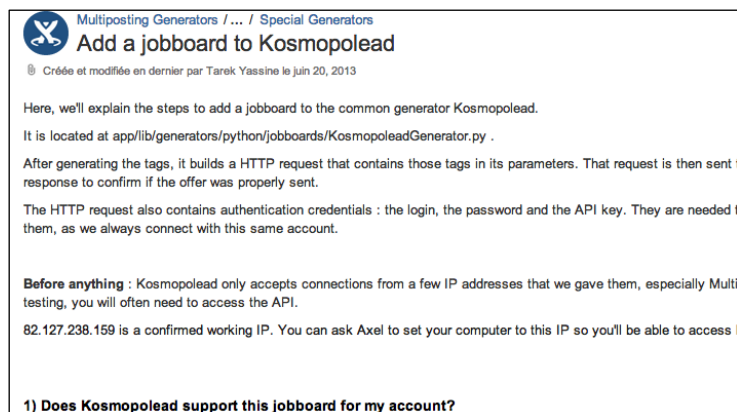 Multiposting Generators / ... / Special Generators
Add a jobboard to Kosmopolead
Créée et modifiée en dernier par Tarek Yassine le juin 20, 2013
Here, we'll explain the steps to add a jobboard to the common generator Kosmopolead.
It is located at app/lib/generators/python/jobboards/KosmopoleadGenerator.py .
After generating the tags, it builds a HTTP request that contains those tags in its parameters. That request is then sent
response to confirm if the offer was properly sent.
The HTTP request also contains authentication credentials : the login, the password and the API key. They are needed
them, as we always connect with this same account.
Before anything : Kosmopolead only accepts connections from a few IP addresses that we gave them, especially Multi
testing, you will often need to access the API.
82.127.238.159 is a confirmed working IP. You can ask Axel to set your computer to this IP so you'll be able to access
1) Does Kosmopolead support this jobboard for my account?